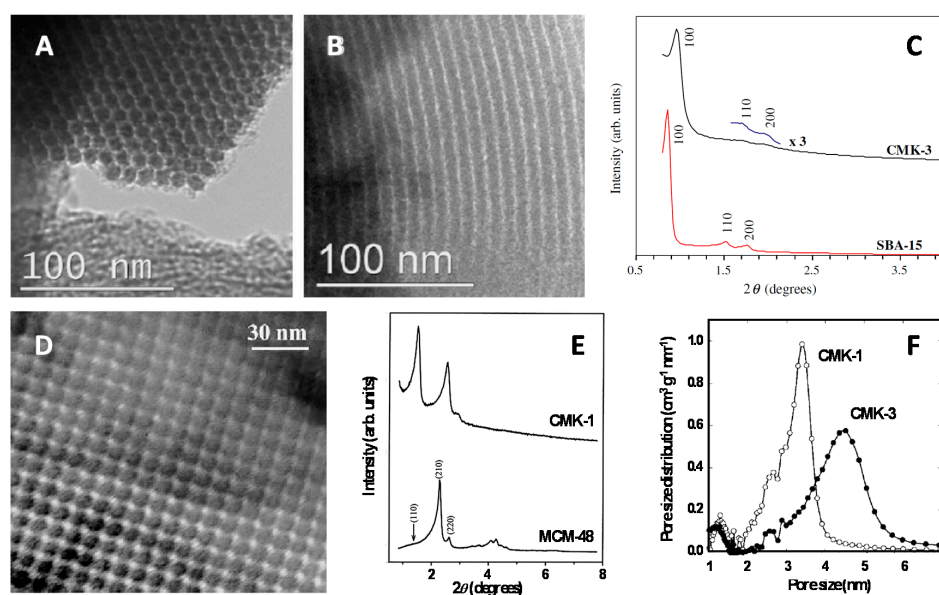 A
100 nm
B
100 nm
C
Intensity (arb. units)
100
110
200
x 3
CMK-3
100
110
200
SBA-15
0.5 1.5 2.5 3.5
2 θ (degrees)
D
30 nm
E
Intensity (arb. units)
CMK-1
(110)
(210)
(220)
MCM-48
2 4 6 8
2θ (degrees)
F
Pore size distribution (cm³ g⁻¹ nm⁻¹)
1.0
0.8
0.6
0.4
0.2
0.0
CMK-1
CMK-3
1 2 3 4 5 6
Pore size (nm)